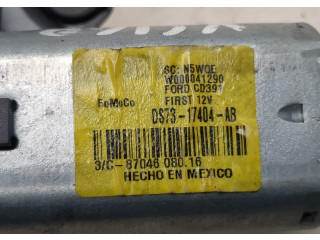 SC: N5WOE
W000041290
FORD CD391
FoMoCo
FIRST 12V
DS73-17404-AB
3/C-87046 080.16
HECHO EN MEXICO